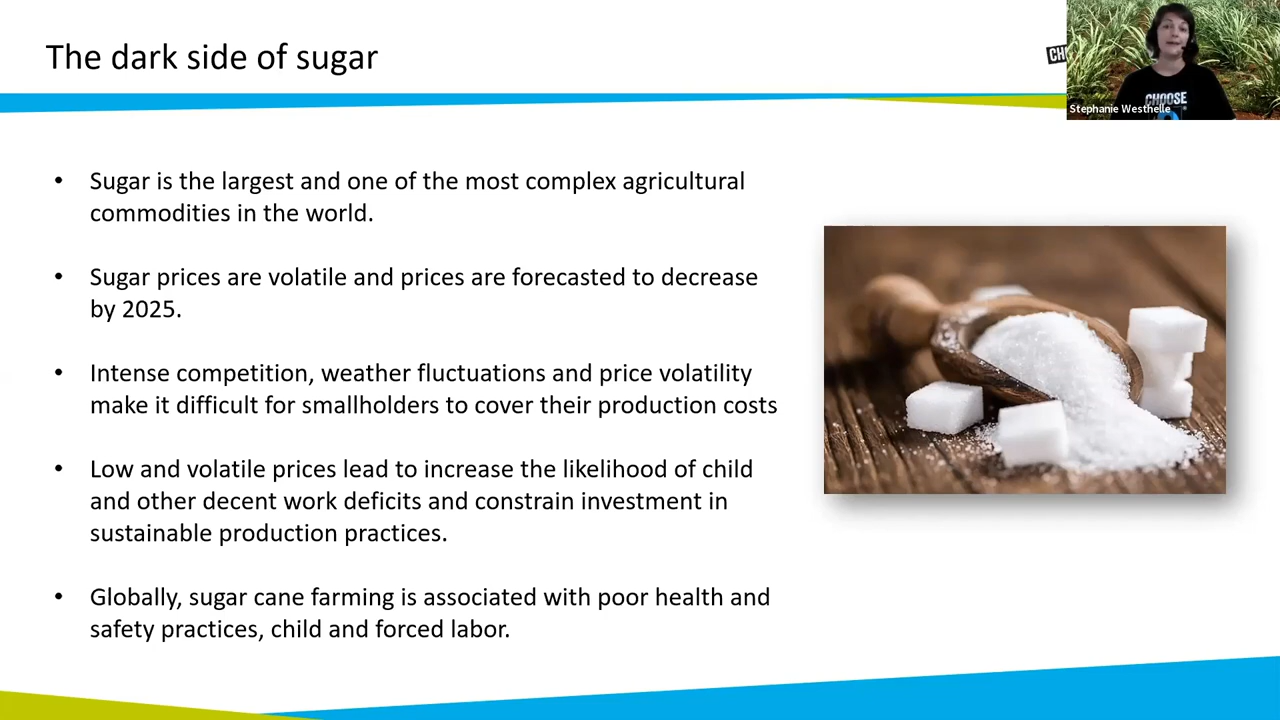 The dark side of sugar
CH
CHOOSE
Stephanie Westhelle
• Sugar is the largest and one of the most complex agricultural
commodities in the world.
• Sugar prices are volatile and prices are forecasted to decrease
by 2025.
• Intense competition, weather fluctuations and price volatility
make it difficult for smallholders to cover their production costs
• Low and volatile prices lead to increase the likelihood of child
and other decent work deficits and constrain investment in
sustainable production practices.
• Globally, sugar cane farming is associated with poor health and
safety practices, child and forced labor.